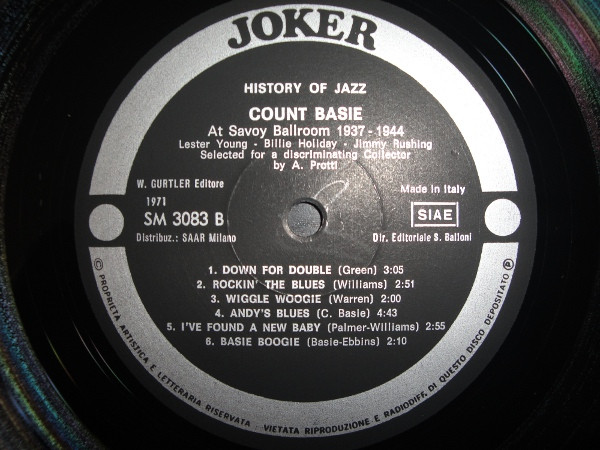 JOKER
HISTORY OF JAZZ
COUNT BASIE
At Savoy Ballroom 1937-1944
Lester Young - Billie Holiday - Jimmy Rushing
Selected for a discriminating Collector
by A. Protti
W. GURTLER Editore
1971
SM 3083 B
Distribuz.: SAAR Milano
Made in Italy
SIAE
Dir. Editoriale S. Balloni
1. DOWN FOR DOUBLE (Green) 3:05
2. ROCKIN' THE BLUES (Williams) 2:51
3. WIGGLE WOOGIE (Warren) 2:00
4. ANDY'S BLUES (C. Basie) 4:43
5. I'VE FOUND A NEW BABY (Palmer-Williams) 2:55
6. BASIE BOOGIE (Basie-Ebbins) 2:10
© PROPRIETA ARTISTICA E LETTERARIA RISERVATA - VIETATA RIPRODUZIONE E RADIODIFF. DI QUESTO DISCO DEPOSITATO ℗